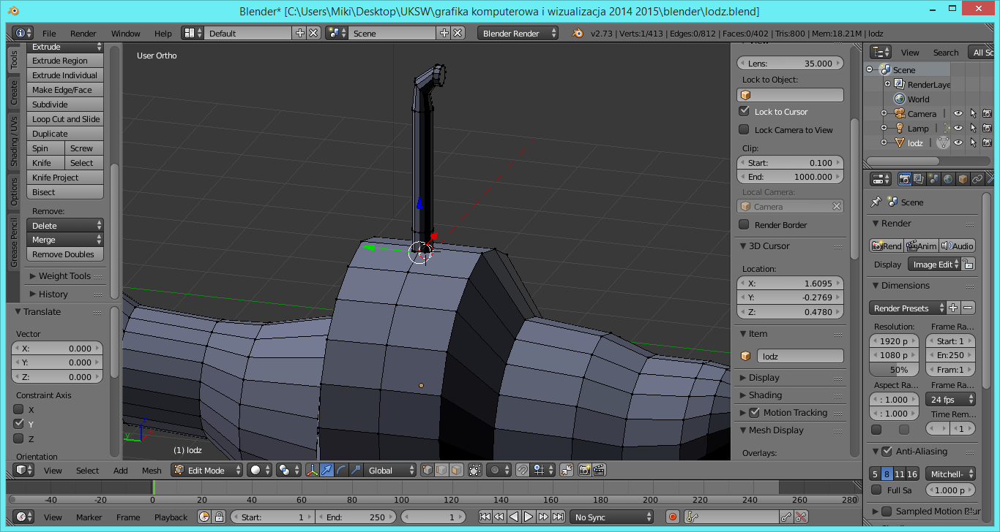 Blender* [C:\Users\Miki\Desktop\UKSW\grafika komputerowa i wizualizacja 2014 2015\blender\lodz.blend]
File Render Window Help Default Scene Blender Render v2.73 | Verts:1/413 | Edges:0/812 | Faces:0/402 | Tris:800 | Mem:18.21M | lodz
Tools
Create
Shading / UVs
Options
Grease Pencil
Extrude
Extrude Region
Extrude Individual
Make Edge/Face
Subdivide
Loop Cut and Slide
Duplicate
Spin Screw
Knife Select
Knife Project
Bisect
Remove:
Delete
Merge
Remove Doubles
Weight Tools
History
Translate
Vector
X: 0.000
Y: 0.000
Z: 0.000
Constraint Axis
X
Y
Z
Orientation
User Ortho
z
y
(1) lodz
View
Lens: 35.000
Lock to Object:
Lock to Cursor
Lock Camera to View
Clip:
Start: 0.100
End: 1000.000
Local Camera:
Camera
Render Border
3D Cursor
Location:
X: 1.6095
Y: -0.2769
Z: 0.4780
Item
lodz
Display
Shading
Motion Tracking
Mesh Display
Overlays:
View Search All Sc
Scene
RenderLaye
World
Camera
Lamp
lodz
Scene
Render
Rend Anim Audio
Display Image Edit
Dimensions
Render Presets
Resolution: Frame Ra...
1920 p Start: 1
1080 p En:250
50% Fram:1
Aspect Ra... Frame Ra...
: 1.000 24 fps
: 1.000 Time Rem...
1
Anti-Aliasing
5 8 11 16 Mitchell-
Full Sa 1.000 p
Sampled Motion Blur
View Select Add Mesh Edit Mode Global
-40 -20 0 20 40 60 80 100 120 140 160 180 200 220 240 260 280
View Marker Frame Playback Start: 1 End: 250 1 No Sync